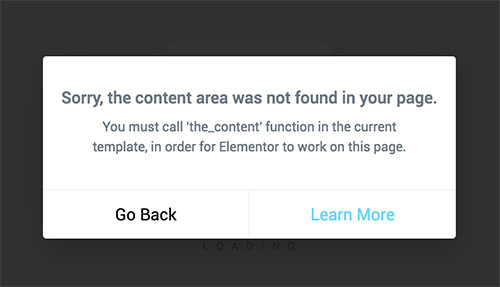 Sorry, the content area was not found in your page.
You must call 'the_content' function in the current
template, in order for Elementor to work on this page.
Go Back
Learn More
LOADING